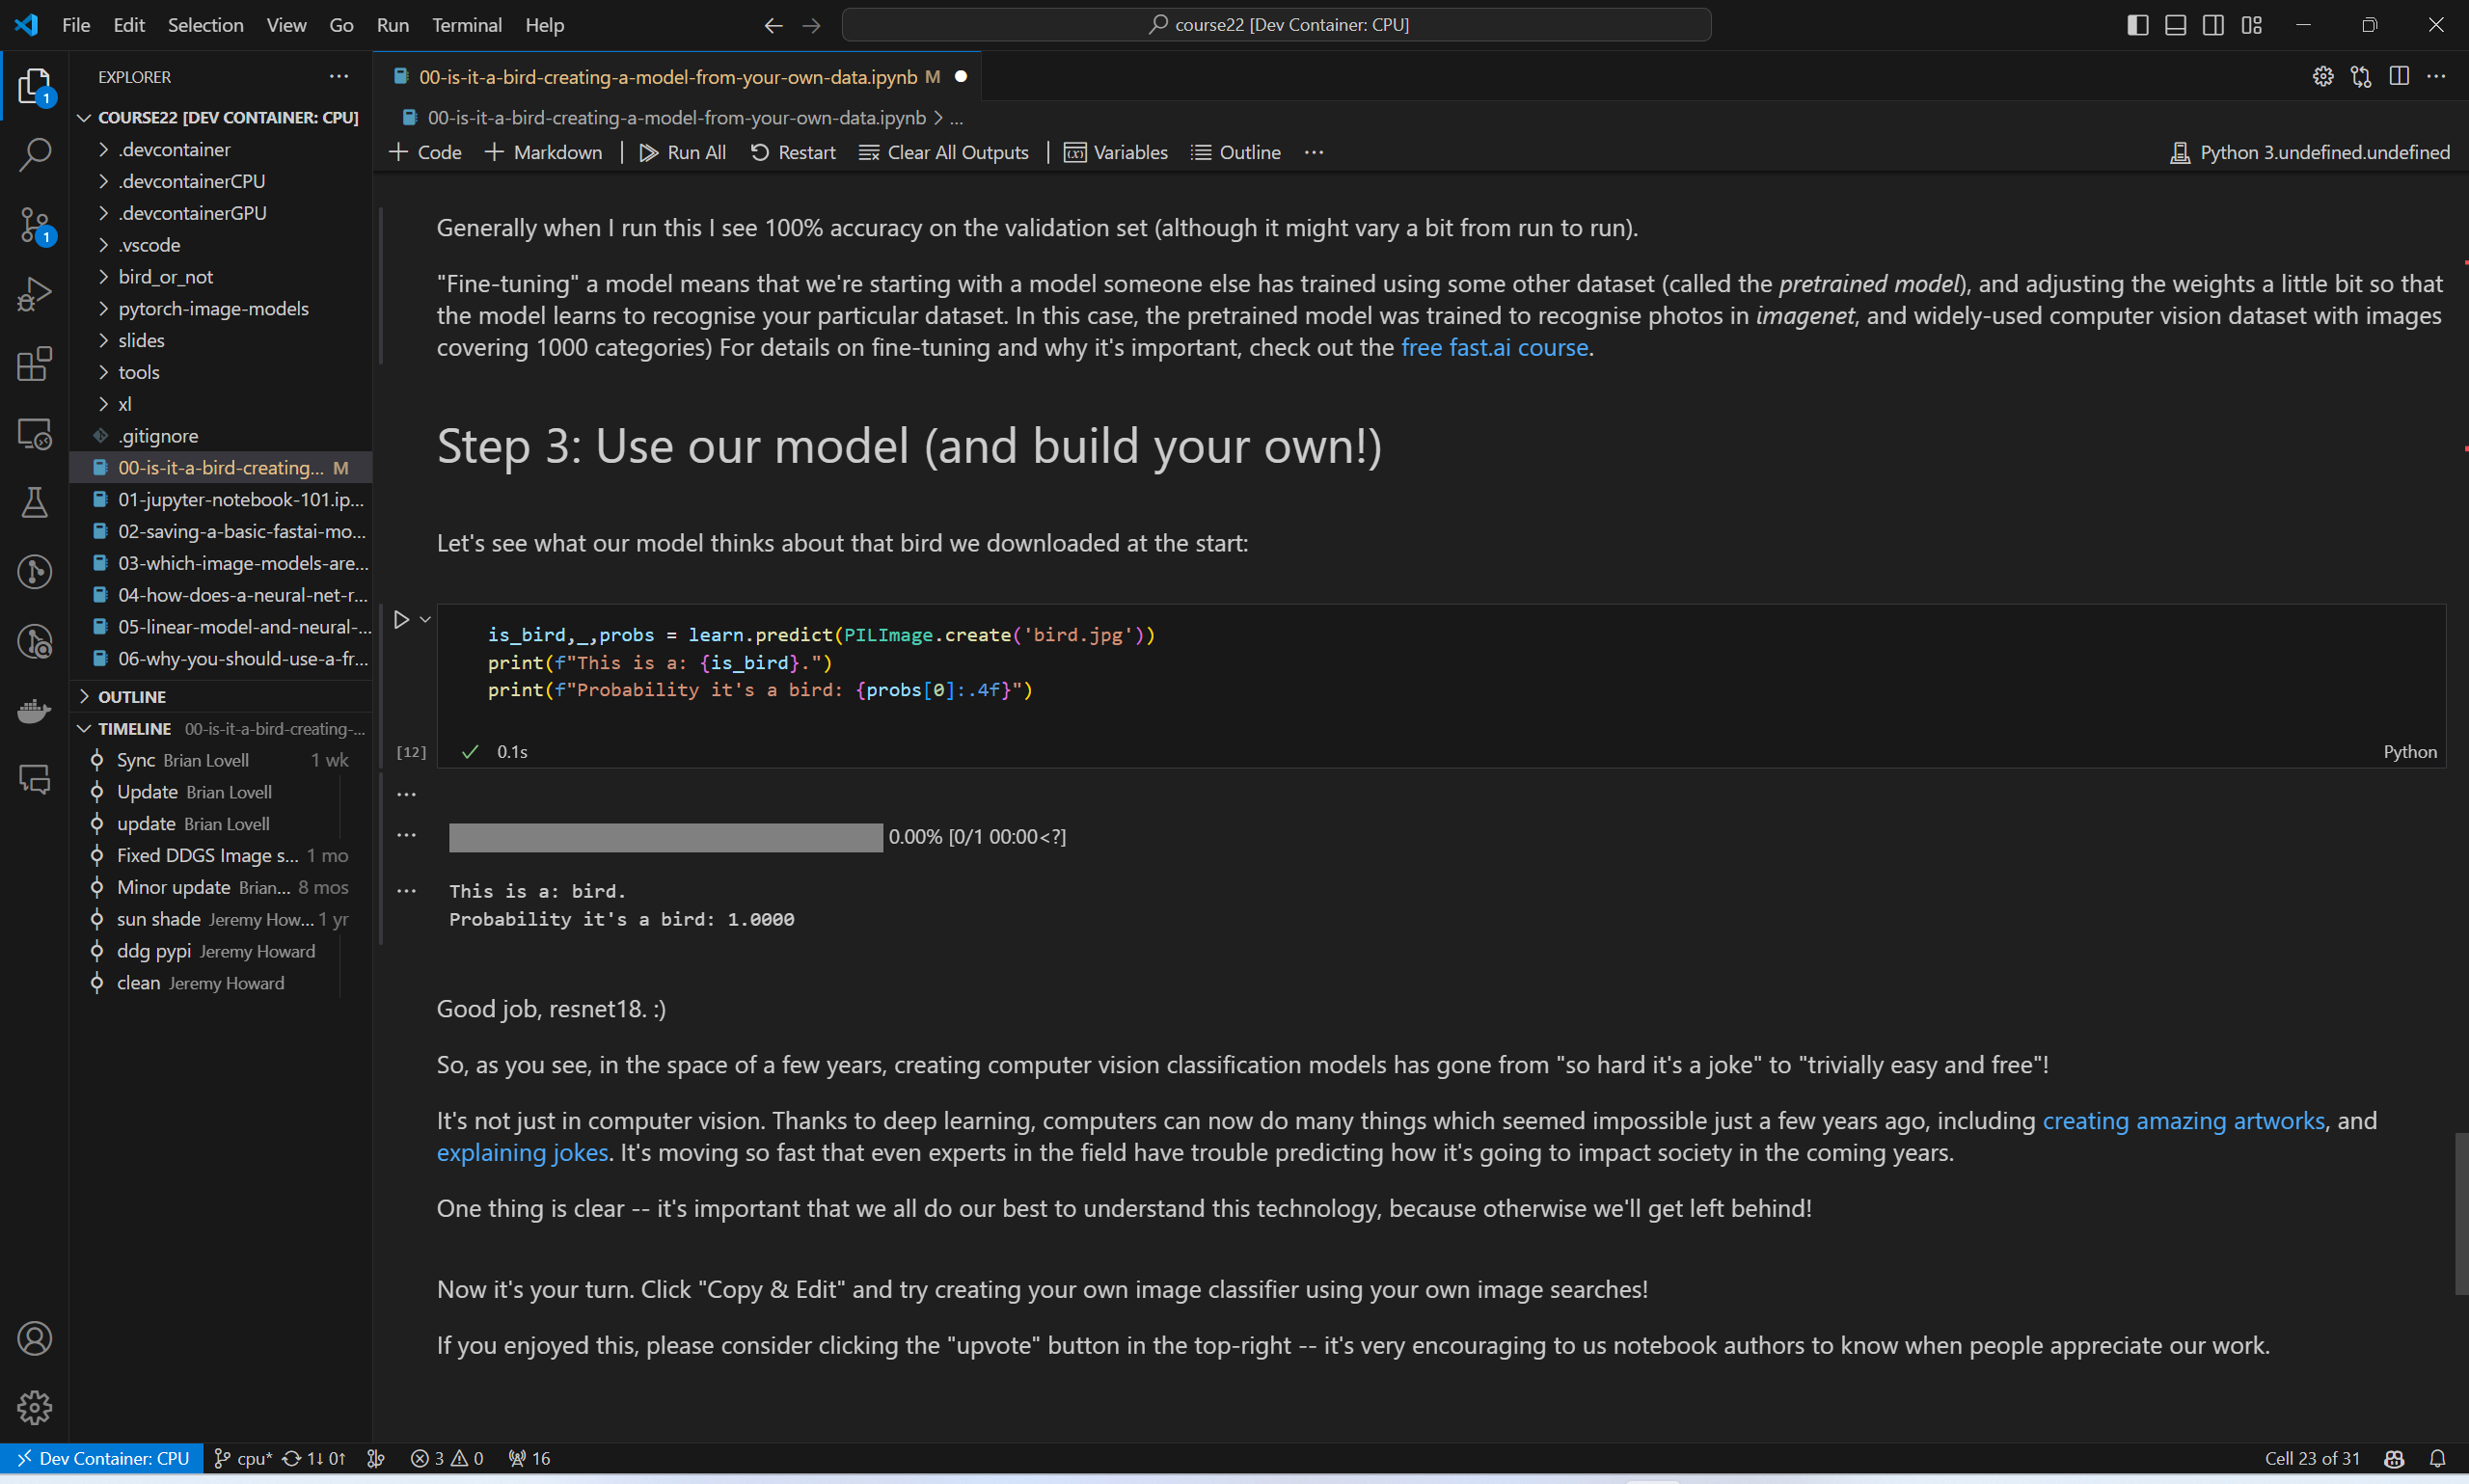 File Edit Selection View Go Run Terminal Help
course22 [Dev Container: CPU]
EXPLORER
COURSE22 [DEV CONTAINER: CPU]
.devcontainer
.devcontainerCPU
.devcontainerGPU
.vscode
bird_or_not
pytorch-image-models
slides
tools
xl
.gitignore
00-is-it-a-bird-creating... M
01-jupyter-notebook-101.ip...
02-saving-a-basic-fastai-mo...
03-which-image-models-are...
04-how-does-a-neural-net-r...
05-linear-model-and-neural-...
06-why-you-should-use-a-fr...
OUTLINE
TIMELINE 00-is-it-a-bird-creating-...
Sync Brian Lovell 1 wk
Update Brian Lovell
update Brian Lovell
Fixed DDGS Image s... 1 mo
Minor update Brian... 8 mos
sun shade Jeremy How... 1 yr
ddg pypi Jeremy Howard
clean Jeremy Howard
1
1
00-is-it-a-bird-creating-a-model-from-your-own-data.ipynb M
00-is-it-a-bird-creating-a-model-from-your-own-data.ipynb > ...
+ Code + Markdown | Run All Restart Clear All Outputs | Variables Outline ... Python 3.undefined.undefined
Generally when I run this I see 100% accuracy on the validation set (although it might vary a bit from run to run).
"Fine-tuning" a model means that we're starting with a model someone else has trained using some other dataset (called the pretrained model), and adjusting the weights a little bit so that
the model learns to recognise your particular dataset. In this case, the pretrained model was trained to recognise photos in imagenet, and widely-used computer vision dataset with images
covering 1000 categories) For details on fine-tuning and why it's important, check out the free fast.ai course.
Step 3: Use our model (and build your own!)
Let's see what our model thinks about that bird we downloaded at the start:
is_bird,_,probs = learn.predict(PILImage.create('bird.jpg'))
print(f"This is a: {is_bird}.")
print(f"Probability it's a bird: {probs[0]:.4f}")
[12] 0.1s Python
0.00% [0/1 00:00<?]
This is a: bird.
Probability it's a bird: 1.0000
Good job, resnet18. :)
So, as you see, in the space of a few years, creating computer vision classification models has gone from "so hard it's a joke" to "trivially easy and free"!
It's not just in computer vision. Thanks to deep learning, computers can now do many things which seemed impossible just a few years ago, including creating amazing artworks, and
explaining jokes. It's moving so fast that even experts in the field have trouble predicting how it's going to impact society in the coming years.
One thing is clear -- it's important that we all do our best to understand this technology, because otherwise we'll get left behind!
Now it's your turn. Click "Copy & Edit" and try creating your own image classifier using your own image searches!
If you enjoyed this, please consider clicking the "upvote" button in the top-right -- it's very encouraging to us notebook authors to know when people appreciate our work.
Dev Container: CPU cpu* 1↓ 0↑ 3 0 16 Cell 23 of 31